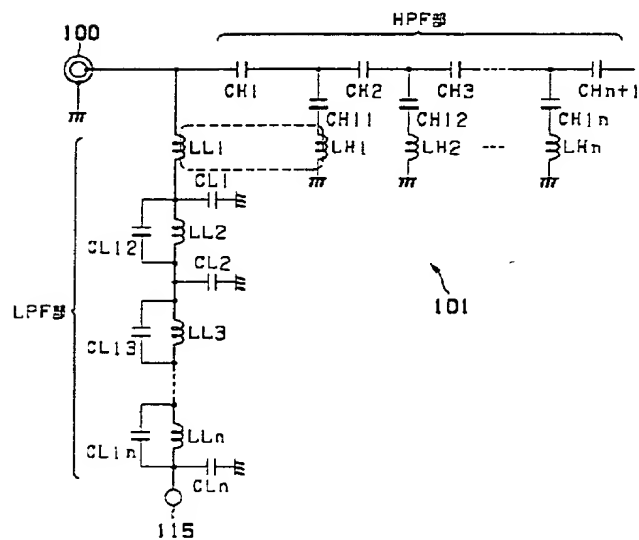 HPF部
100
CH1
CH2
CH3
CHn+1
CH11
CH12
CH1n
LL1
LH1
LH2
LHn
CL1
CL12
LL2
CL2
LPF部
101
CL13
LL3
CL1n
LLn
CLn
115